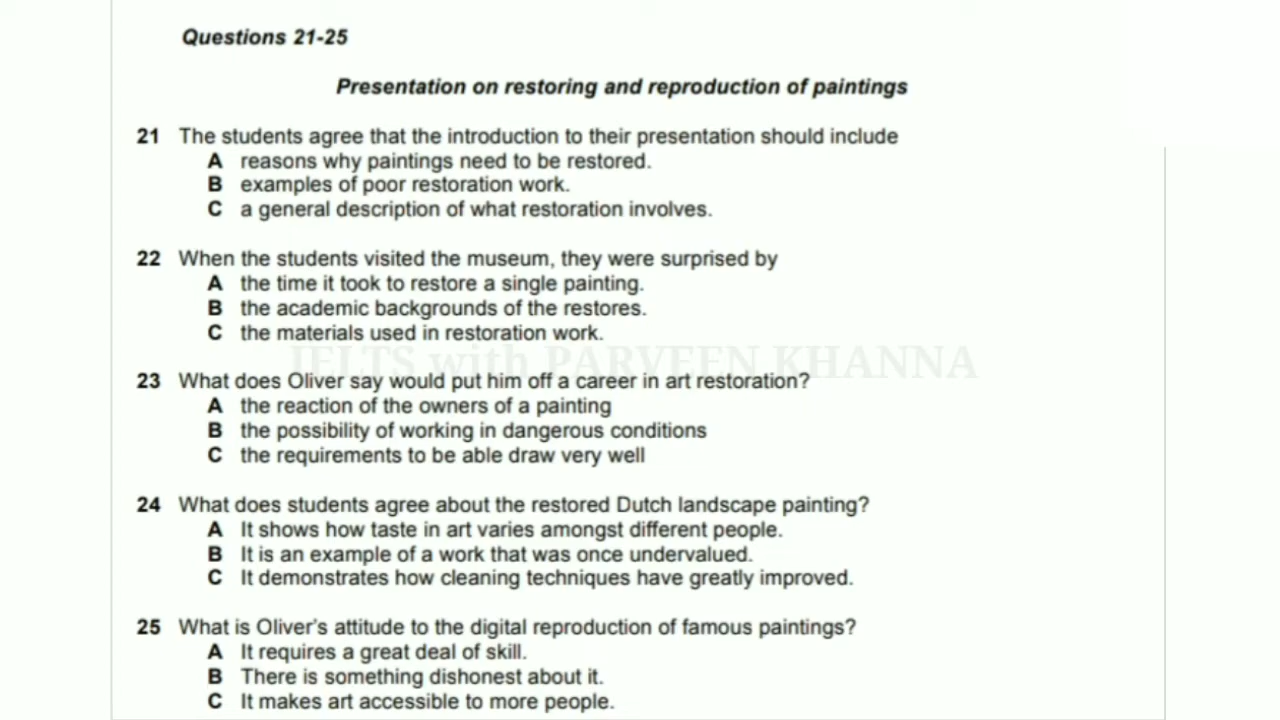 Questions 21-25
Presentation on restoring and reproduction of paintings
21 The students agree that the introduction to their presentation should include
A reasons why paintings need to be restored.
B examples of poor restoration work.
C a general description of what restoration involves.
22 When the students visited the museum, they were surprised by
A the time it took to restore a single painting.
B the academic backgrounds of the restores.
C the materials used in restoration work.
IELTS with PARVEEN KHANNA
23 What does Oliver say would put him off a career in art restoration?
A the reaction of the owners of a painting
B the possibility of working in dangerous conditions
C the requirements to be able draw very well
24 What does students agree about the restored Dutch landscape painting?
A It shows how taste in art varies amongst different people.
B It is an example of a work that was once undervalued.
C It demonstrates how cleaning techniques have greatly improved.
25 What is Oliver's attitude to the digital reproduction of famous paintings?
A It requires a great deal of skill.
B There is something dishonest about it.
C It makes art accessible to more people.